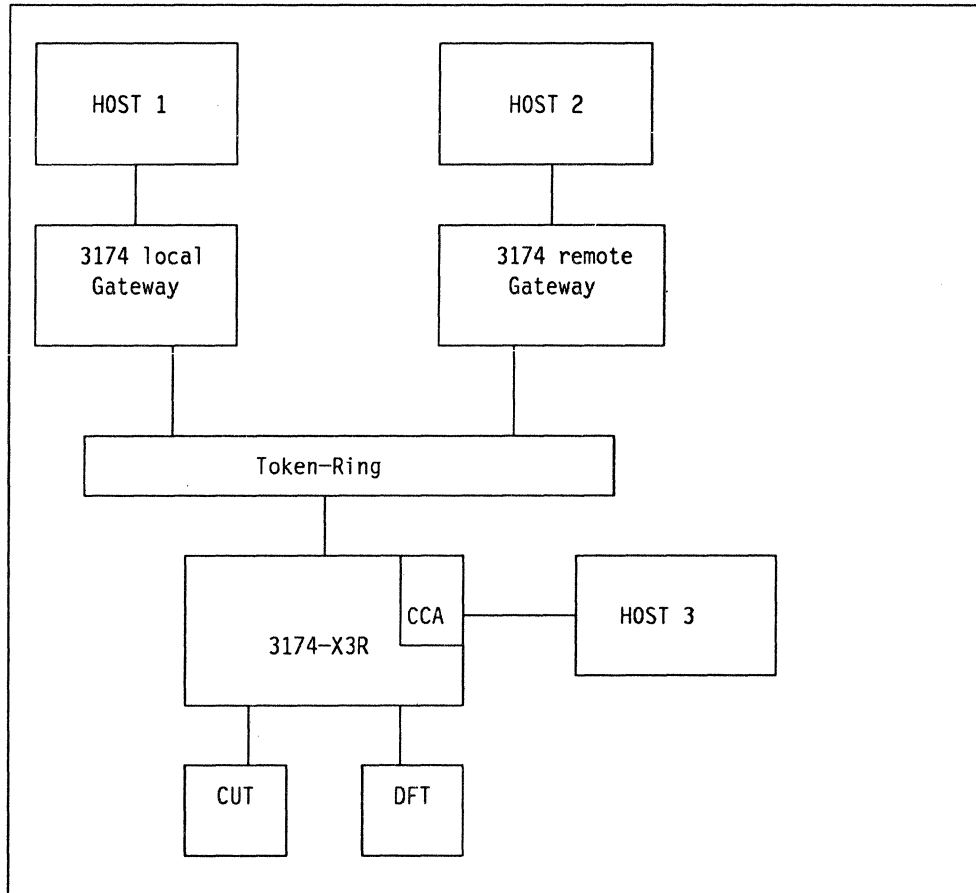 HOST 1
HOST 2
3174 local
Gateway
3174 remote
Gateway
Token-Ring
CCA
3174-X3R
HOST 3
CUT
DFT